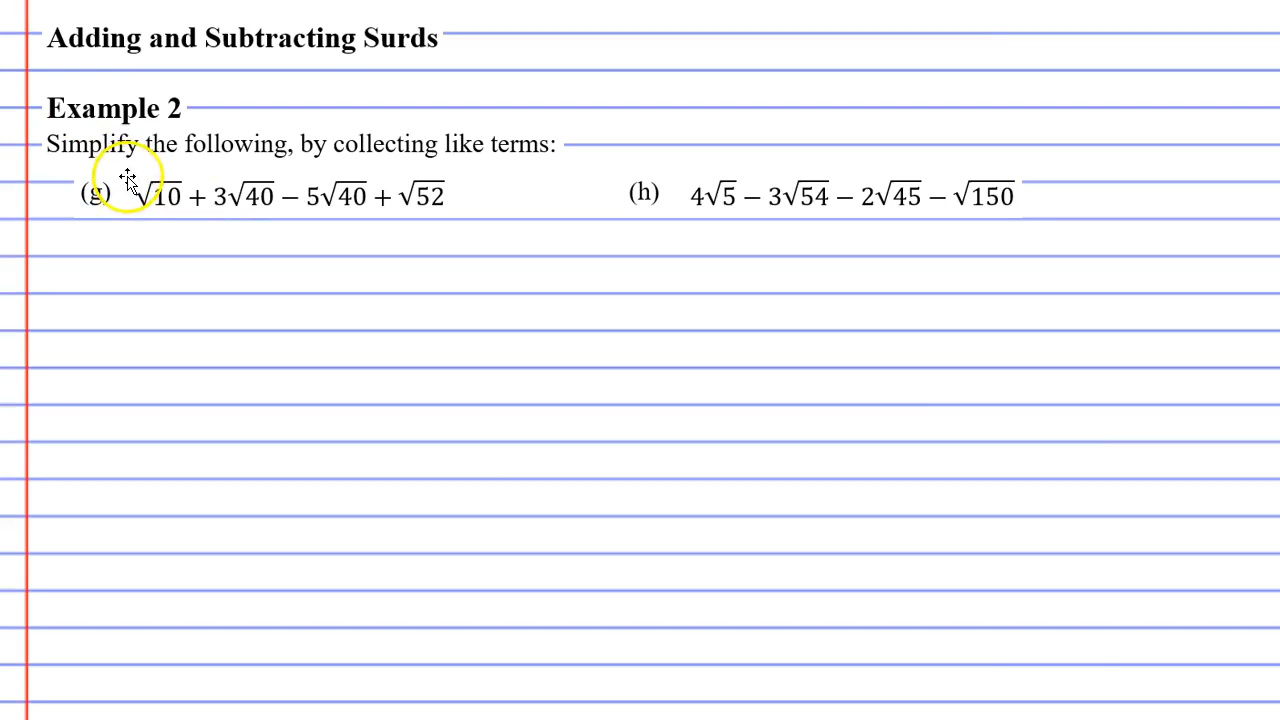 Adding and Subtracting Surds
Example 2
Simplify the following, by collecting like terms:
(g) √10 + 3√40 − 5√40 + √52 (h) 4√5 − 3√54 − 2√45 − √150